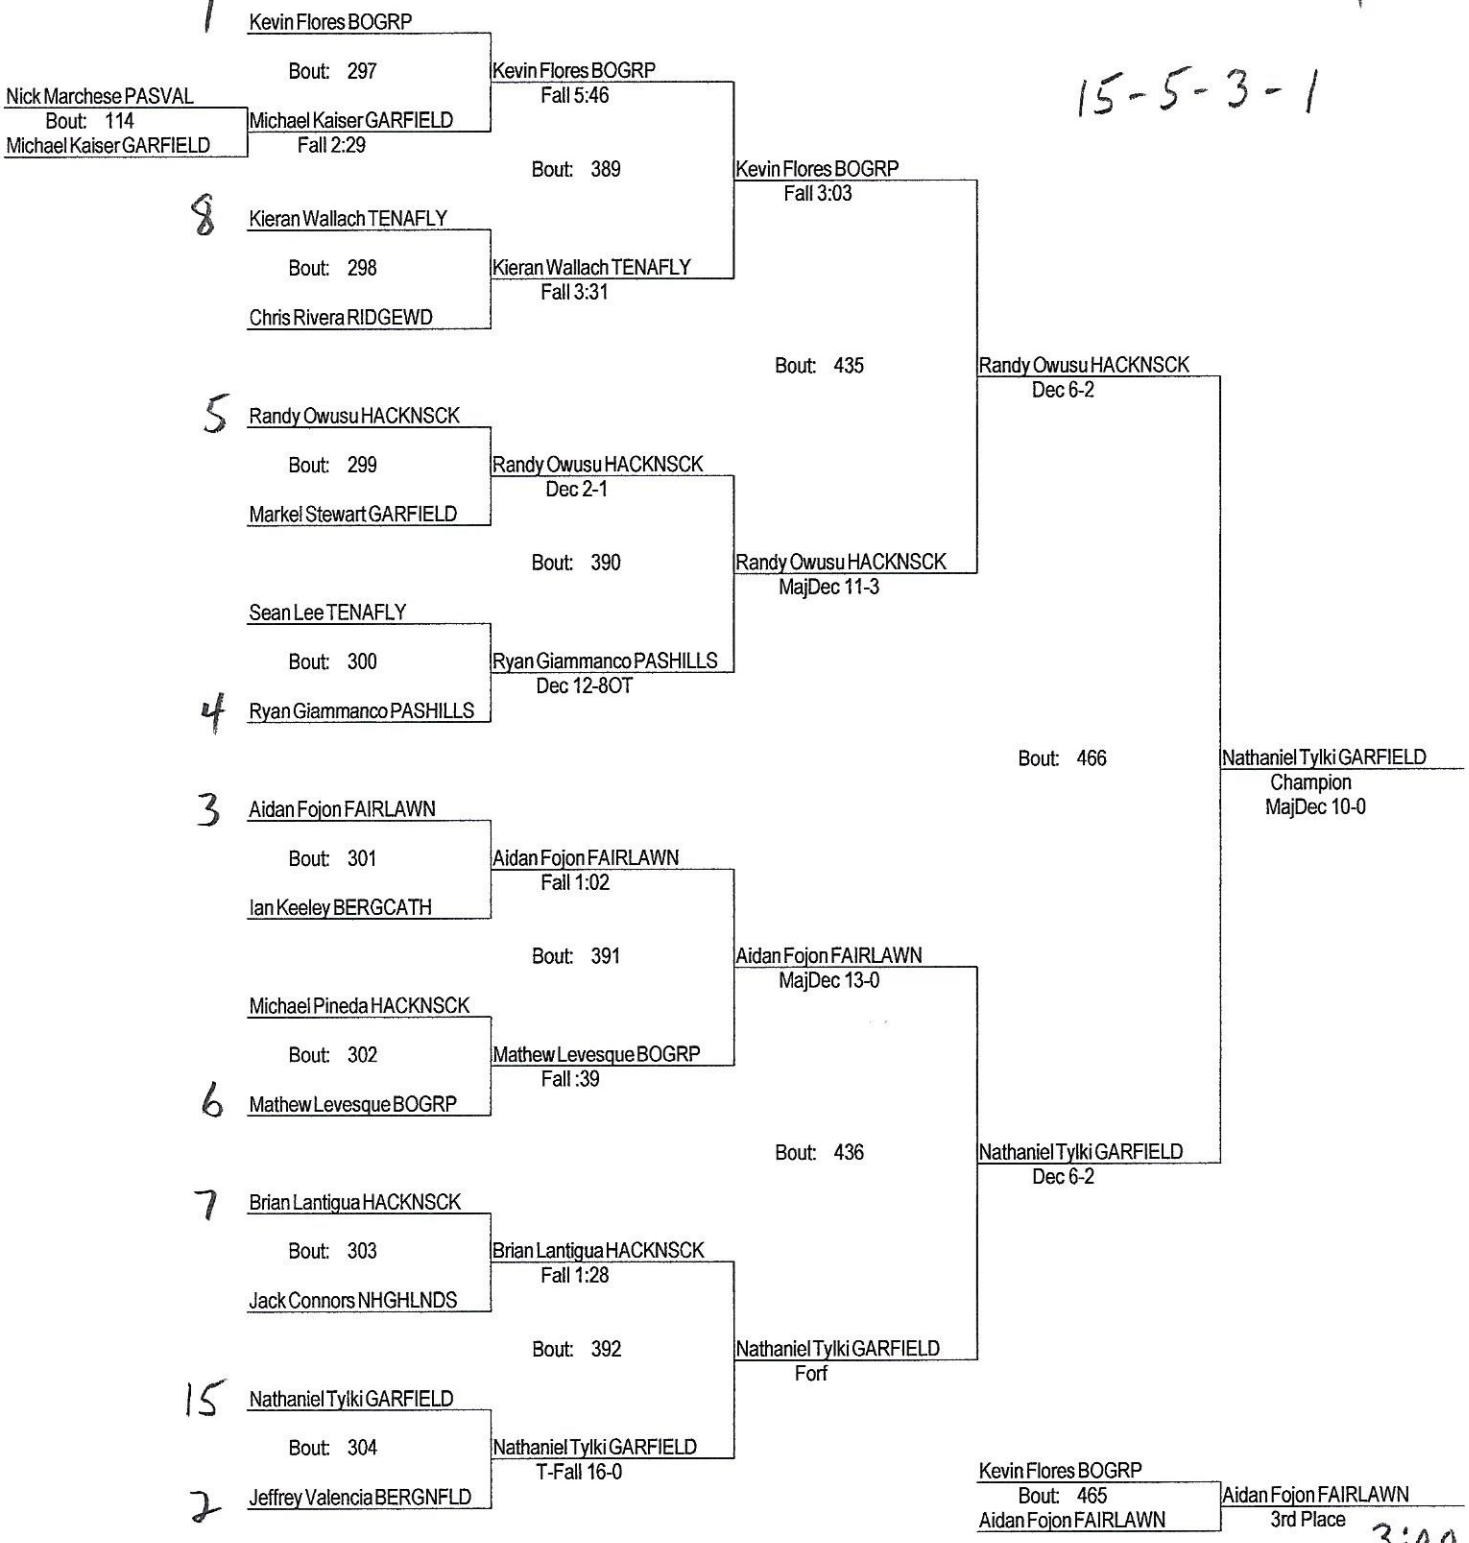 1
Kevin Flores BOGRP
Bout: 297
Kevin Flores BOGRP
Fall 5:46
15-5-3-1
Nick Marchese PASVAL
Bout: 114
Michael Kaiser GARFIELD
Michael Kaiser GARFIELD
Fall 2:29
Bout: 389
Kevin Flores BOGRP
Fall 3:03
8
Kieran Wallach TENAFLY
Bout: 298
Kieran Wallach TENAFLY
Fall 3:31
Chris Rivera RIDGEWD
Bout: 435
Randy Owusu HACKNSCK
Dec 6-2
5
Randy Owusu HACKNSCK
Bout: 299
Randy Owusu HACKNSCK
Dec 2-1
Markel Stewart GARFIELD
Bout: 390
Randy Owusu HACKNSCK
MajDec 11-3
Sean Lee TENAFLY
Bout: 300
Ryan Giammanco PASHILLS
Dec 12-8OT
4
Ryan Giammanco PASHILLS
Bout: 466
Nathaniel Tylki GARFIELD
Champion
MajDec 10-0
3
Aidan Fojon FAIRLAWN
Bout: 301
Aidan Fojon FAIRLAWN
Fall 1:02
Ian Keeley BERGCATH
Bout: 391
Aidan Fojon FAIRLAWN
MajDec 13-0
Michael Pineda HACKNSCK
Bout: 302
Mathew Levesque BOGRP
Fall :39
6
Mathew Levesque BOGRP
Bout: 436
Nathaniel Tylki GARFIELD
Dec 6-2
7
Brian Lantigua HACKNSCK
Bout: 303
Brian Lantigua HACKNSCK
Fall 1:28
Jack Connors NHGHLNDS
Bout: 392
Nathaniel Tylki GARFIELD
Forf
15
Nathaniel Tylki GARFIELD
Bout: 304
Nathaniel Tylki GARFIELD
T-Fall 16-0
2
Jeffrey Valencia BERGNFLD
Kevin Flores BOGRP
Bout: 465
Aidan Fojon FAIRLAWN
Aidan Fojon FAIRLAWN
3rd Place